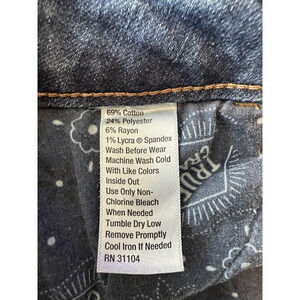 69% Cotton
24% Polyester
6% Rayon
1% Lycra ® Spandex
Wash Before Wear
Machine Wash Cold
With Like Colors
Inside Out
Use Only Non-
Chlorine Bleach
When Needed
Tumble Dry Low
Remove Promptly
Cool Iron If Needed
RN 31104